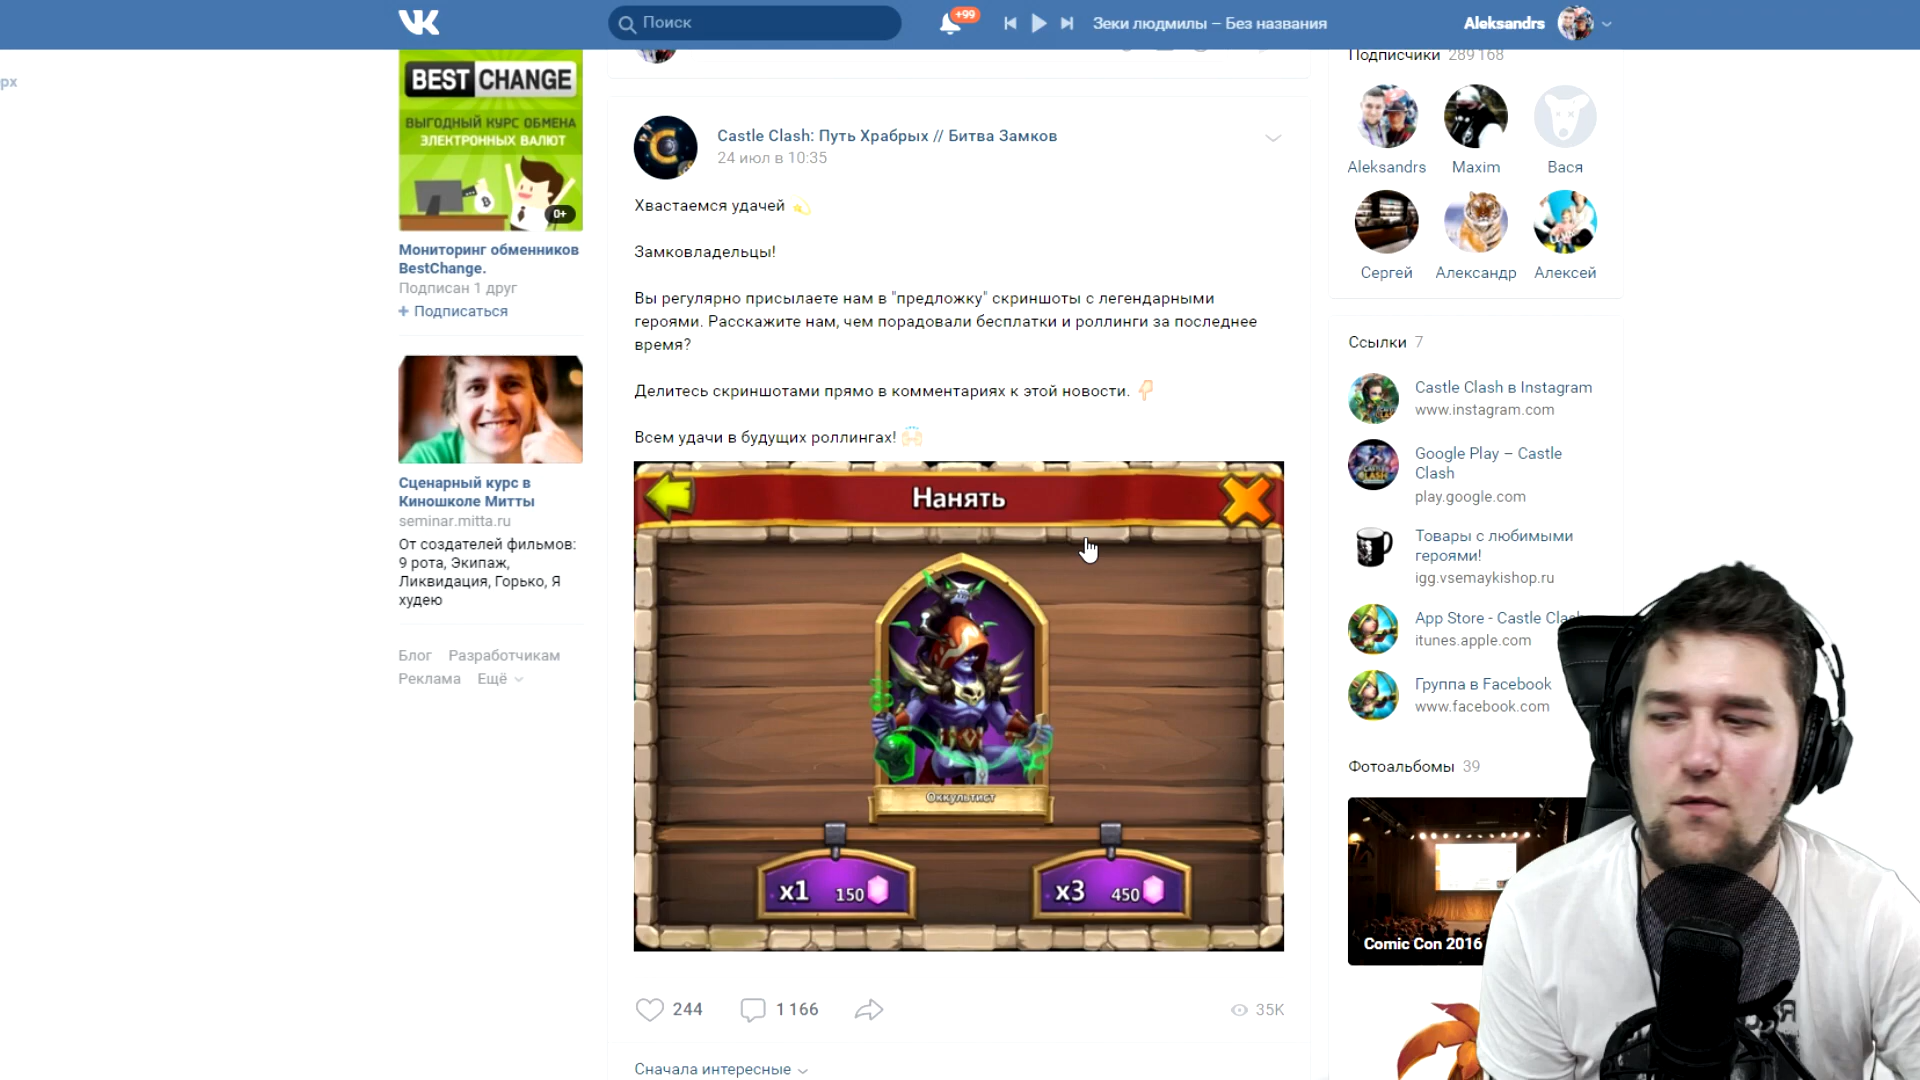 Поиск
+99
Зеки людмилы – Без названия
Aleksandrs
рх
BEST CHANGE
ВЫГОДНЫЙ КУРС ОБМЕНА
ЭЛЕКТРОННЫХ ВАЛЮТ
0+
Мониторинг обменников
BestChange.
Подписан 1 друг
+ Подписаться
Сценарный курс в
Киношколе Митты
seminar.mitta.ru
От создателей фильмов:
9 рота, Экипаж,
Ликвидация, Горько, Я
худею
Блог Разработчикам
Реклама Ещё
Castle Clash: Путь Храбрых // Битва Замков
24 июл в 10:35
Хвастаемся удачей
Замковладельцы!
Вы регулярно присылаете нам в "предложку" скриншоты с легендарными
героями. Расскажите нам, чем порадовали бесплатки и роллинги за последнее
время?
Делитесь скриншотами прямо в комментариях к этой новости.
Всем удачи в будущих роллингах!
Нанять
Оккультист
x1 150
x3 450
244
1 166
35K
Сначала интересные
Подписчики 289 168
Aleksandrs
Maxim
Вася
Сергей
Александр
Алексей
Ссылки 7
Castle Clash в Instagram
www.instagram.com
Google Play – Castle
Clash
play.google.com
Товары с любимыми
героями!
igg.vsemaykishop.ru
App Store - Castle Clash
itunes.apple.com
Группа в Facebook
www.facebook.com
Фотоальбомы 39
Comic Con 2016